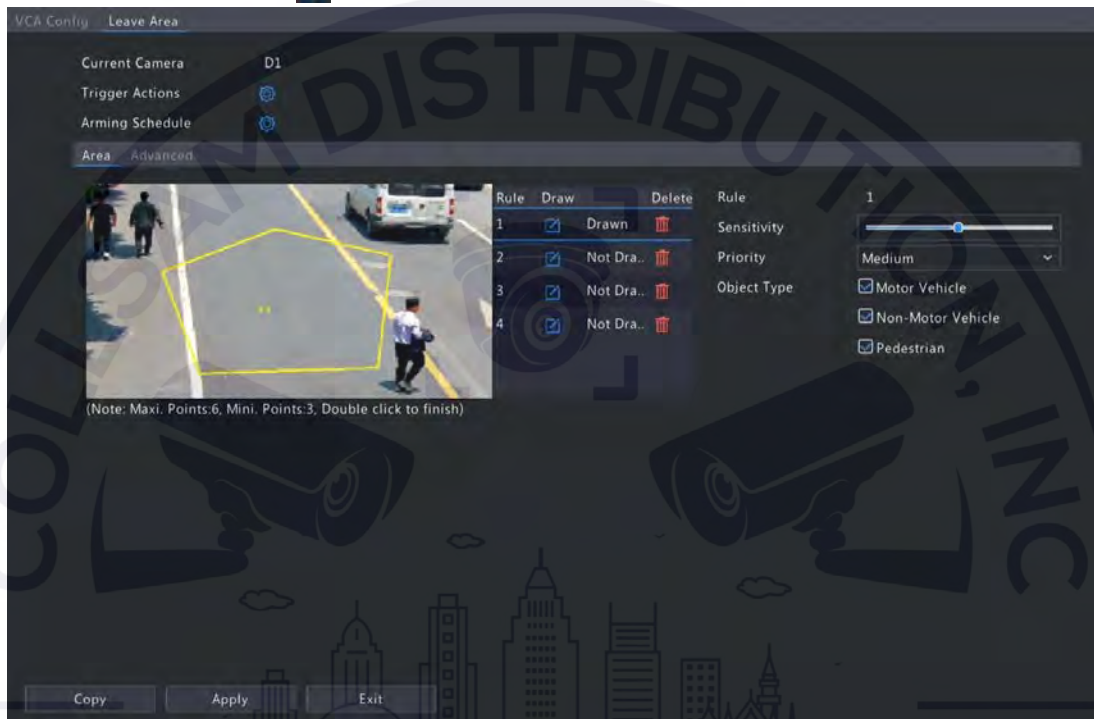 VCA Config Leave Area
Current Camera D1
Trigger Actions
Arming Schedule
Area Advanced
Rule Draw Delete
1 Drawn
2 Not Dra..
3 Not Dra..
4 Not Dra..
(Note: Maxi. Points:6, Mini. Points:3, Double click to finish)
Rule 1
Sensitivity
Priority Medium
Object Type Motor Vehicle
Non-Motor Vehicle
Pedestrian
Copy Apply Exit
COLLISAM DISTRIBUTION, INC